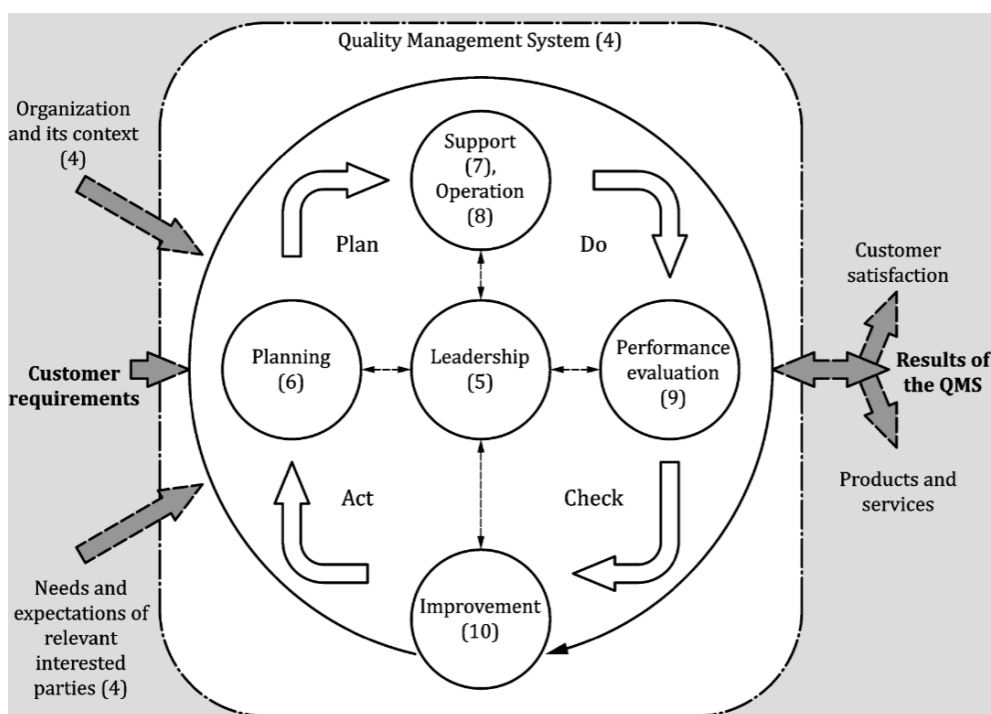 Quality Management System (4)
Organization
and its context
(4)
Support
(7),
Operation
(8)
Plan
Do
Customer
satisfaction
Customer
requirements
Planning
(6)
Leadership
(5)
Performance
evaluation
(9)
Results of
the QMS
Act
Check
Products and
services
Needs and
expectations of
relevant
interested
parties (4)
Improvement
(10)